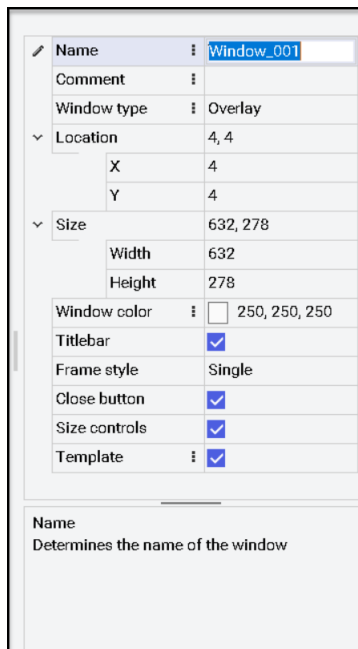 Name Window_001
Comment
Window type Overlay
Location 4, 4
X 4
Y 4
Size 632, 278
Width 632
Height 278
Window color 250, 250, 250
Titlebar
Frame style Single
Close button
Size controls
Template
Name
Determines the name of the window